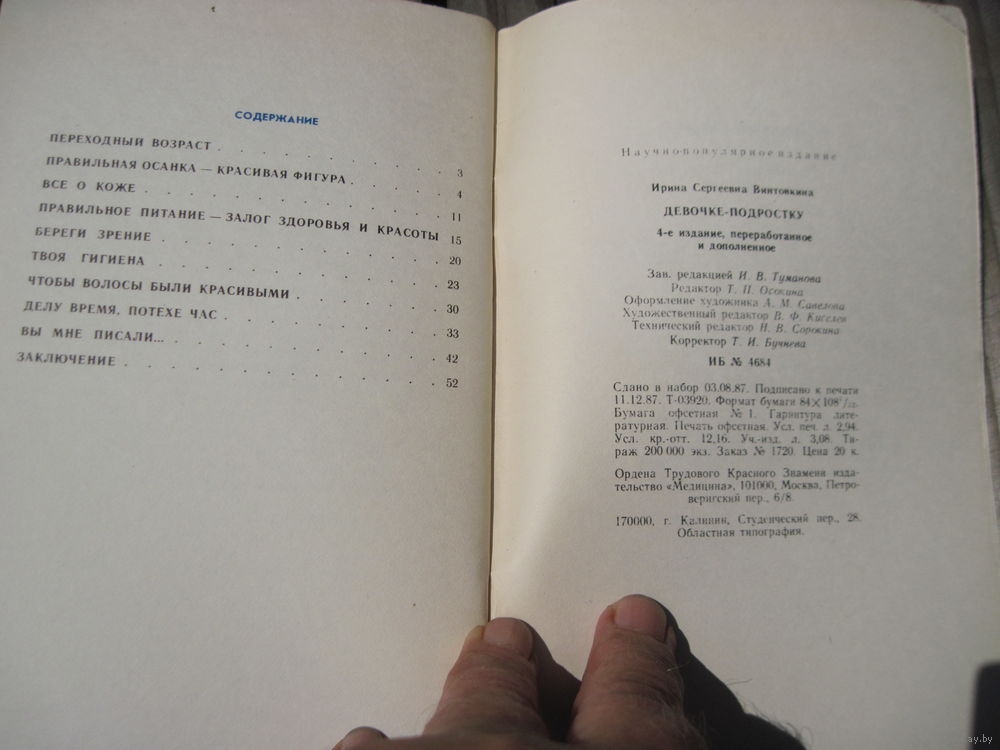 СОДЕРЖАНИЕ
ПЕРЕХОДНЫЙ ВОЗРАСТ . . . . . . . . . 3
ПРАВИЛЬНАЯ ОСАНКА — КРАСИВАЯ ФИГУРА . . . . 4
ВСЕ О КОЖЕ . . . . . . . . . . . . 11
ПРАВИЛЬНОЕ ПИТАНИЕ — ЗАЛОГ ЗДОРОВЬЯ И КРАСОТЫ 15
БЕРЕГИ ЗРЕНИЕ . . . . . . . . . . . 20
ТВОЯ ГИГИЕНА . . . . . . . . . . . 23
ЧТОБЫ ВОЛОСЫ БЫЛИ КРАСИВЫМИ . . . . . . 30
ДЕЛУ ВРЕМЯ, ПОТЕХЕ ЧАС . . . . . . . . 33
ВЫ МНЕ ПИСАЛИ... . . . . . . . . . . 42
ЗАКЛЮЧЕНИЕ . . . . . . . . . . . . 52
Научно-популярное издание
Ирина Сергеевна Винтовкина
ДЕВОЧКЕ-ПОДРОСТКУ
4-е издание, переработанное
и дополненное
Зав. редакцией И. В. Туманова
Редактор Т. П. Осокина
Оформление художника А. М. Савелова
Художественный редактор В. Ф. Киселев
Технический редактор Н. В. Сорокина
Корректор Т. И. Бучнева
ИБ № 4684
Сдано в набор 03.08.87. Подписано к печати
11.12.87. Т-03920. Формат бумаги 84×108¹/₃₂.
Бумага офсетная №1. Гарнитура лите-
ратурная. Печать офсетная. Усл. печ. л. 2,94.
Усл. кр.-отт. 12,16. Уч.-изд. л. 3,08. Ти-
раж 200 000 экз. Заказ № 1720. Цена 20 к.
Ордена Трудового Красного Знамени изда-
тельство «Медицина», 101000, Москва, Петро-
веригский пер., 6/8.
170000, г. Калинин, Студенческий пер., 28.
Областная типография.
ay.by